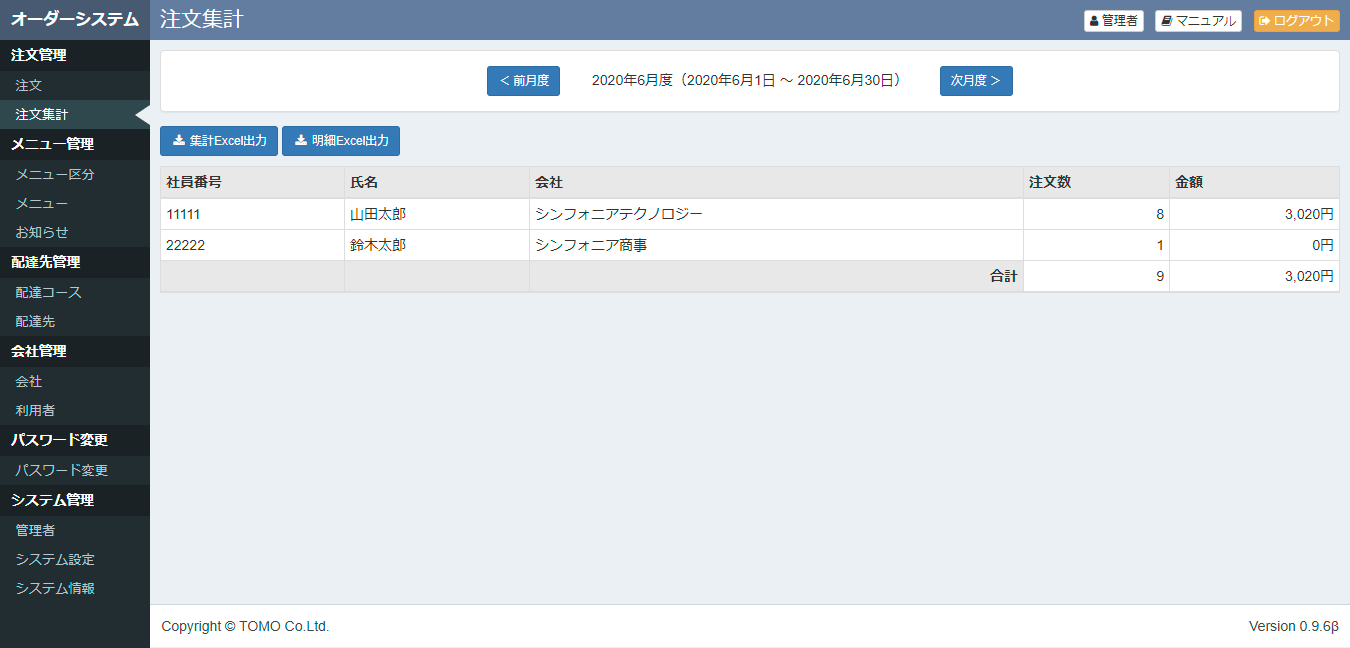 オーダーシステム
注文集計
管理者
マニュアル
ログアウト
注文管理
注文
注文集計
メニュー管理
メニュー区分
メニュー
お知らせ
配達先管理
配達コース
配達先
会社管理
会社
利用者
パスワード変更
パスワード変更
システム管理
管理者
システム設定
システム情報
< 前月度 2020年6月度（2020年6月1日 ～ 2020年6月30日） 次月度 >
集計Excel出力 明細Excel出力
社員番号 氏名 会社 注文数 金額
11111 山田太郎 シンフォニアテクノロジー 8 3,020円
22222 鈴木太郎 シンフォニア商事 1 0円
合計 9 3,020円
Copyright © TOMO Co.Ltd. Version 0.9.6β